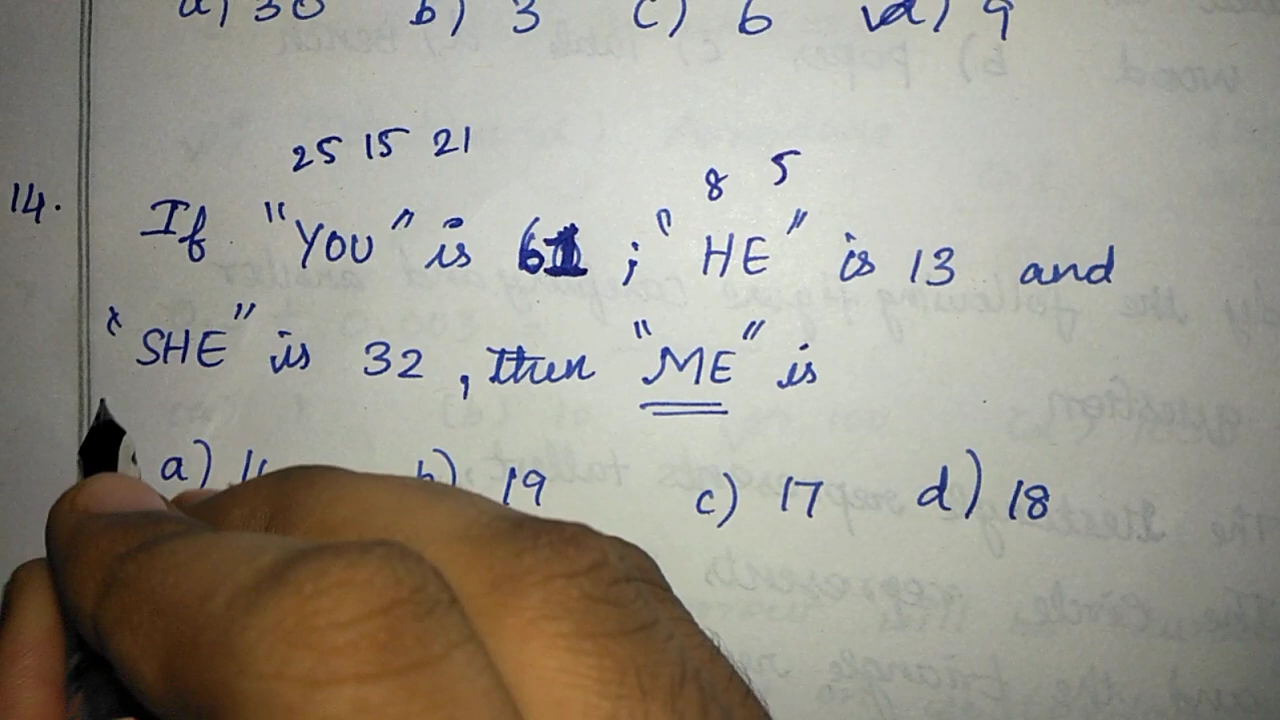 a) 30 b) 3 c) 6 d) 9
25 15 21
8 5
14. If "YOU" is 61 ; "HE" is 13 and
"SHE" is 32, then "ME" is
a) b) 19 c) 17 d) 18